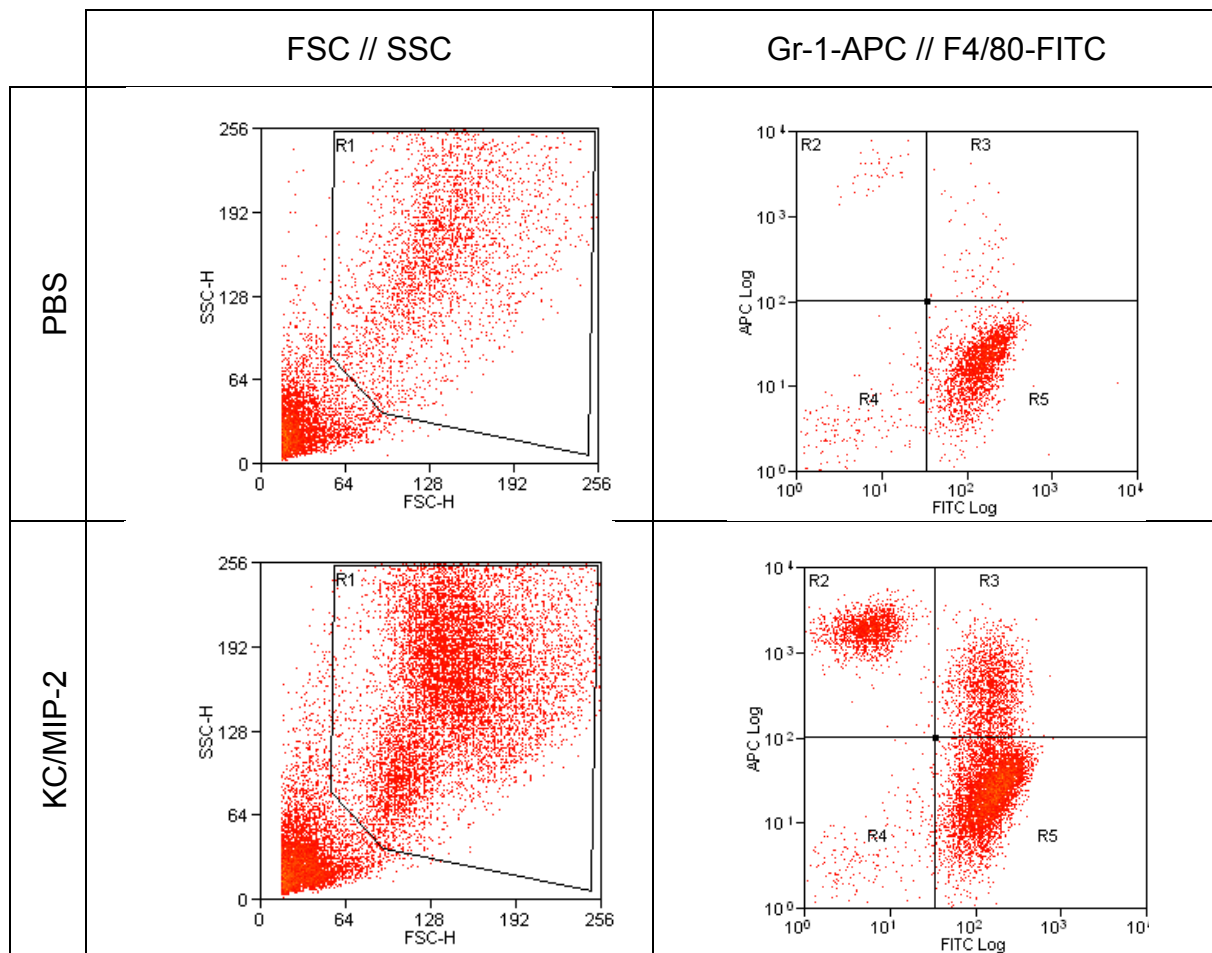 FSC // SSC
Gr-1-APC // F4/80-FITC
PBS
256
192
128
64
0
SSC-H
R1
0
64
128
192
256
FSC-H
10⁴
10³
10²
10¹
10⁰
APC Log
R2
R3
R4
R5
10⁰
10¹
10²
10³
10⁴
FITC Log
KC/MIP-2
256
192
128
64
0
SSC-H
R1
0
64
128
192
256
FSC-H
10⁴
10³
10²
10¹
10⁰
APC Log
R2
R3
R4
R5
10⁰
10¹
10²
10³
10
FITC Log